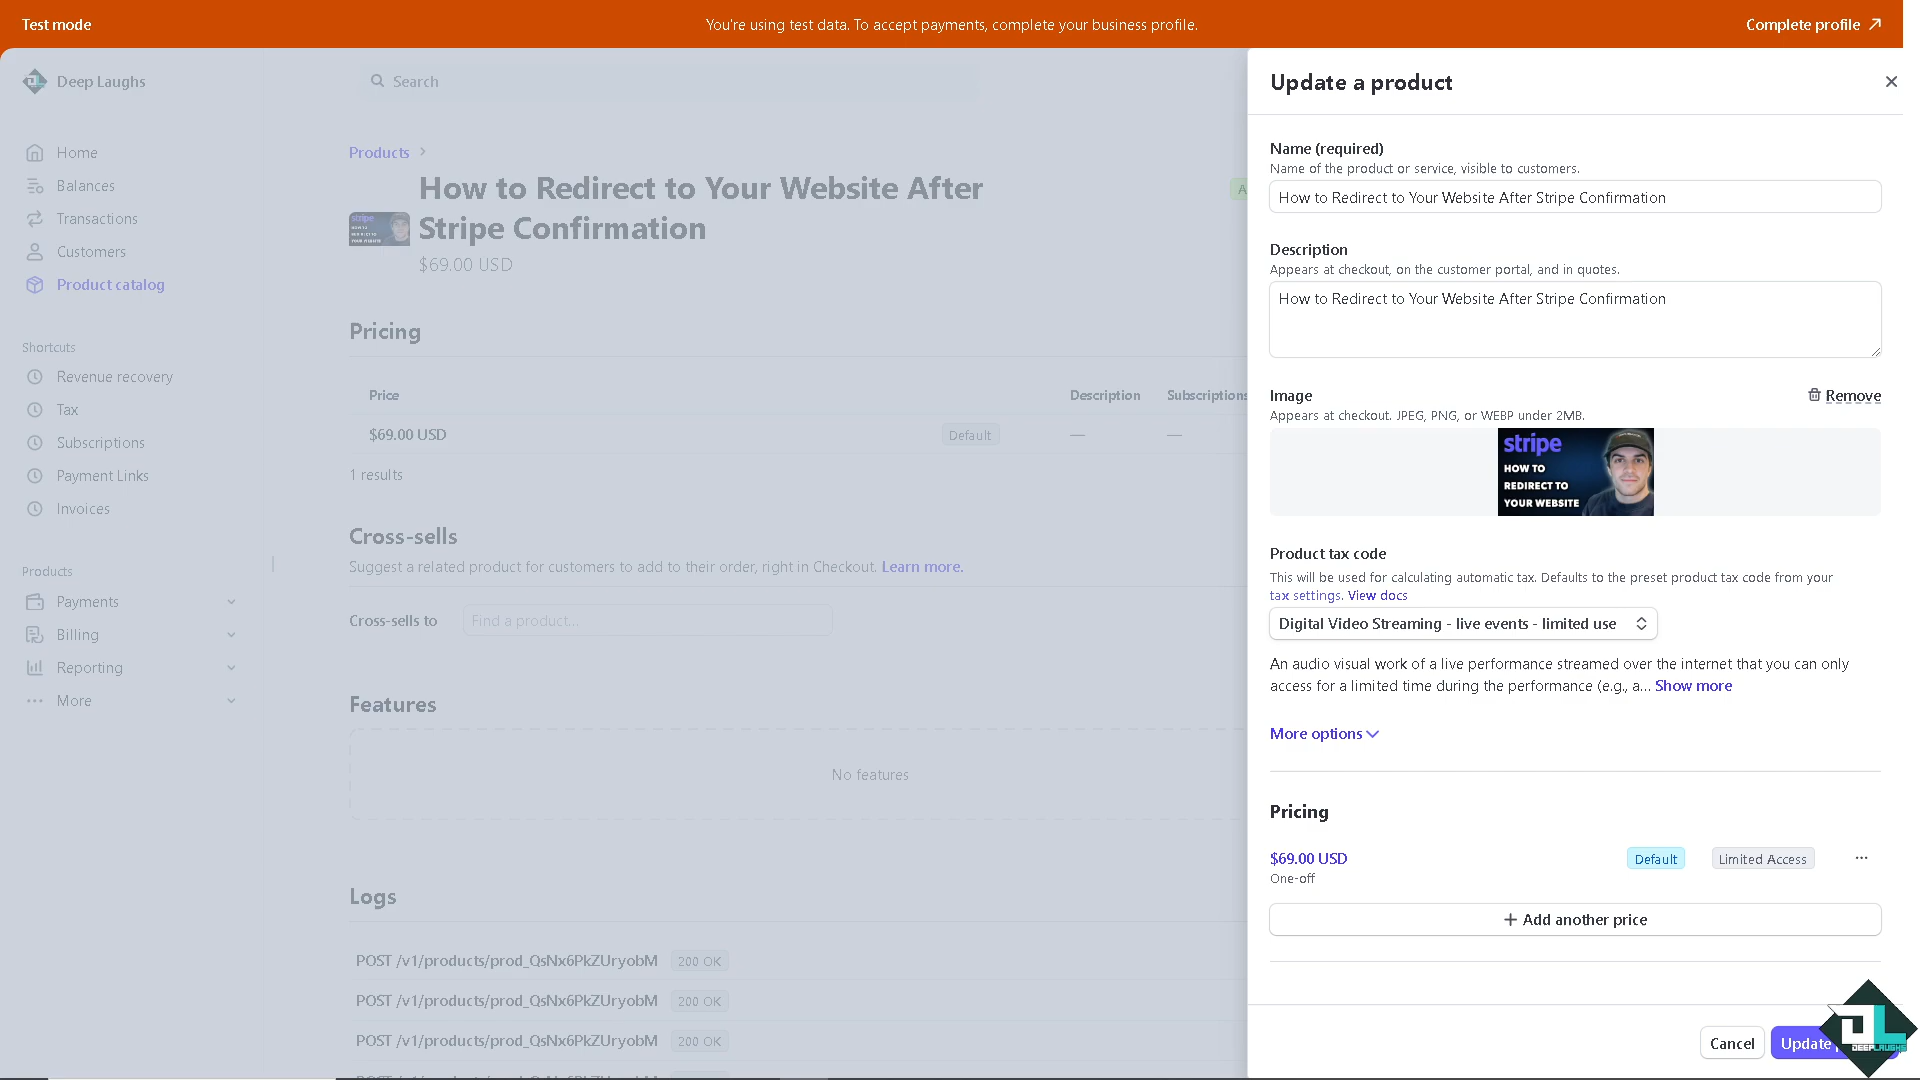 Test mode
You're using test data. To accept payments, complete your business profile.
Complete profile
Deep Laughs
Search
Home
Balances
Transactions
Customers
Product catalog
Shortcuts
Revenue recovery
Tax
Subscriptions
Payment Links
Invoices
Products
Payments
Billing
Reporting
More
Products
How to Redirect to Your Website After
Stripe Confirmation
$69.00 USD
Pricing
Price
Description
Subscriptions
$69.00 USD
Default
—
—
1 results
Cross-sells
Suggest a related product for customers to add to their order, right in Checkout. Learn more.
Cross-sells to
Find a product...
Features
No features
Logs
POST /v1/products/prod_QsNx6PkZUryobM
200 OK
POST /v1/products/prod_QsNx6PkZUryobM
200 OK
POST /v1/products/prod_QsNx6PkZUryobM
200 OK
Update a product
Name (required)
Name of the product or service, visible to customers.
How to Redirect to Your Website After Stripe Confirmation
Description
Appears at checkout, on the customer portal, and in quotes.
How to Redirect to Your Website After Stripe Confirmation
Image
Remove
Appears at checkout. JPEG, PNG, or WEBP under 2MB.
stripe
HOW TO
REDIRECT TO
YOUR WEBSITE
Product tax code
This will be used for calculating automatic tax. Defaults to the preset product tax code from your
tax settings. View docs
Digital Video Streaming - live events - limited use
An audio visual work of a live performance streamed over the internet that you can only
access for a limited time during the performance (e.g., a... Show more
More options
Pricing
$69.00 USD
Default
Limited Access
One-off
Add another price
Cancel
Update
DEEPLAUGHS